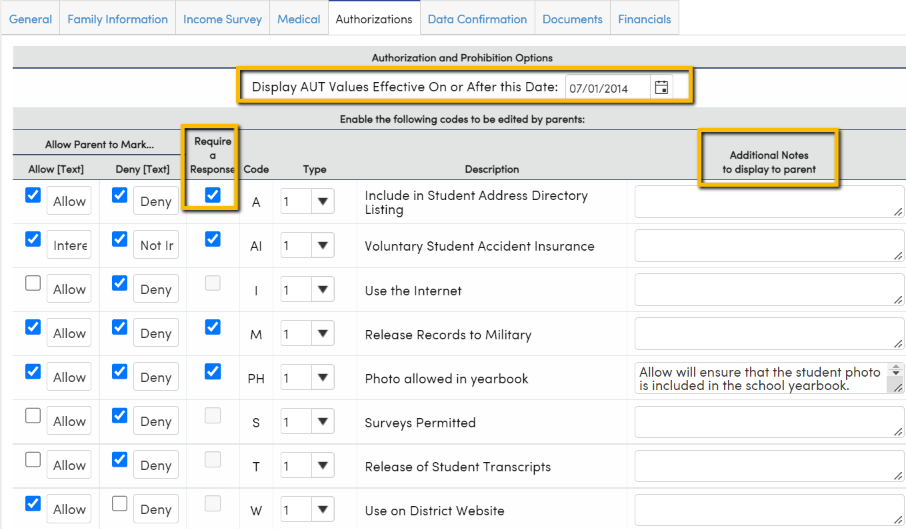 General Family Information Income Survey Medical Authorizations Data Confirmation Documents Financials
Authorization and Prohibition Options
Display AUT Values Effective On or After this Date: 07/01/2014
Enable the following codes to be edited by parents:
Allow Parent to Mark... Require a Response Code Type Description Additional Notes to display to parent
Allow [Text] Deny [Text]
Allow Deny A 1 Include in Student Address Directory Listing
Intere Not Ir AI 1 Voluntary Student Accident Insurance
Allow Deny I 1 Use the Internet
Allow Deny M 1 Release Records to Military
Allow Deny PH 1 Photo allowed in yearbook Allow will ensure that the student photo is included in the school yearbook.
Allow Deny S 1 Surveys Permitted
Allow Deny T 1 Release of Student Transcripts
Allow Deny W 1 Use on District Website